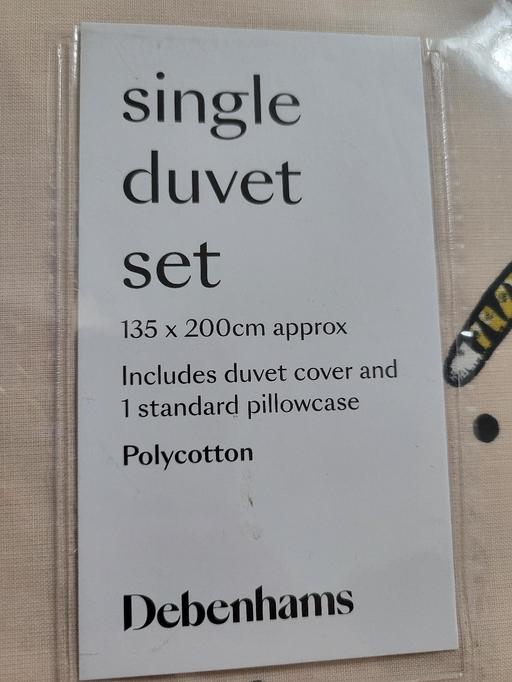 single
duvet
set
135 x 200cm approx
Includes duvet cover and
1 standard pillowcase
Polycotton
Debenhams